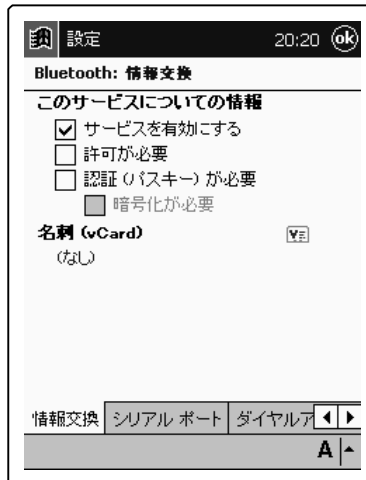 設定 20:20 ok
Bluetooth: 情報交換
このサービスについての情報
サービスを有効にする
許可が必要
認証 (パスキー) が必要
暗号化が必要
名刺 (vCard)
(なし)
情報交換 シリアル ポート ダイヤルア
A